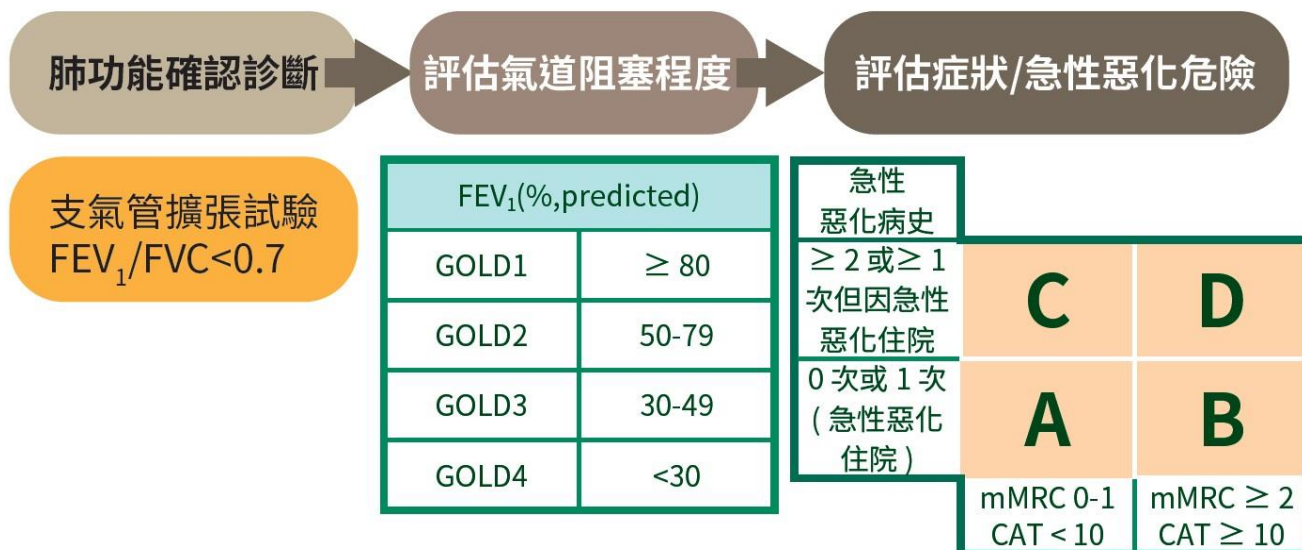 肺功能確認診斷
評估氣道阻塞程度
評估症狀/急性惡化危險
支氣管擴張試驗
FEV₁/FVC<0.7
FEV₁(%,predicted)
GOLD1 ≥ 80
GOLD2 50-79
GOLD3 30-49
GOLD4 <30
急性
惡化病史
≥ 2 或≥ 1
次但因急性
惡化住院
C D
0 次或 1 次
( 急性惡化
住院 )
A B
mMRC 0-1 mMRC ≥ 2
CAT < 10 CAT ≥ 10